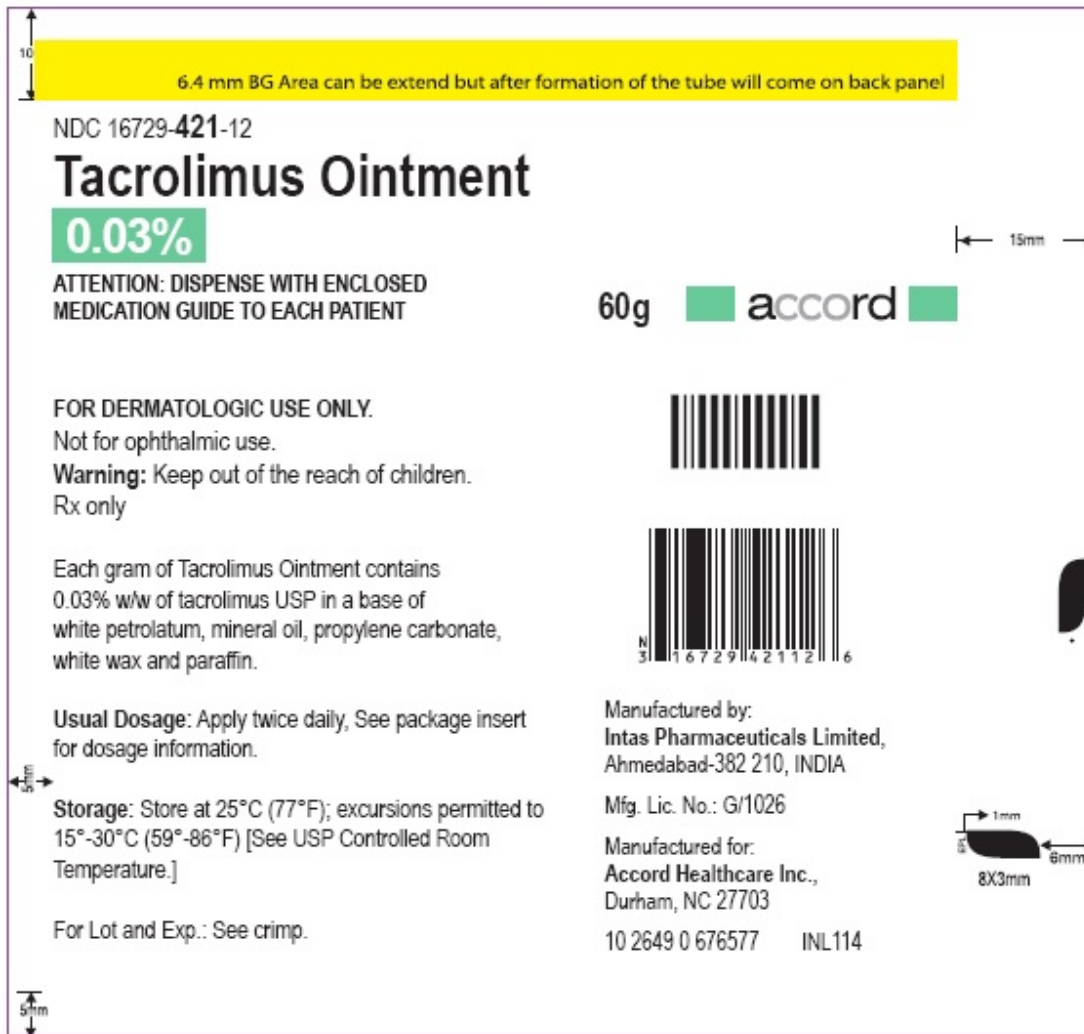 10
6.4 mm BG Area can be extend but after formation of the tube will come on back panel
NDC 16729-421-12
Tacrolimus Ointment
0.03%
ATTENTION: DISPENSE WITH ENCLOSED
MEDICATION GUIDE TO EACH PATIENT
60g
accord
15mm
FOR DERMATOLOGIC USE ONLY.
Not for ophthalmic use.
Warning: Keep out of the reach of children.
Rx only
Each gram of Tacrolimus Ointment contains
0.03% w/w of tacrolimus USP in a base of
white petrolatum, mineral oil, propylene carbonate,
white wax and paraffin.
Usual Dosage: Apply twice daily, See package insert
for dosage information.
5mm
Storage: Store at 25°C (77°F); excursions permitted to
15°-30°C (59°-86°F) [See USP Controlled Room
Temperature.]
For Lot and Exp.: See crimp.
5mm
N
3 16729 42112 6
Manufactured by:
Intas Pharmaceuticals Limited,
Ahmedabad-382 210, INDIA
Mfg. Lic. No.: G/1026
Manufactured for:
Accord Healthcare Inc.,
Durham, NC 27703
10 2649 0 676577 INL114
1mm
6mm
8X3mm